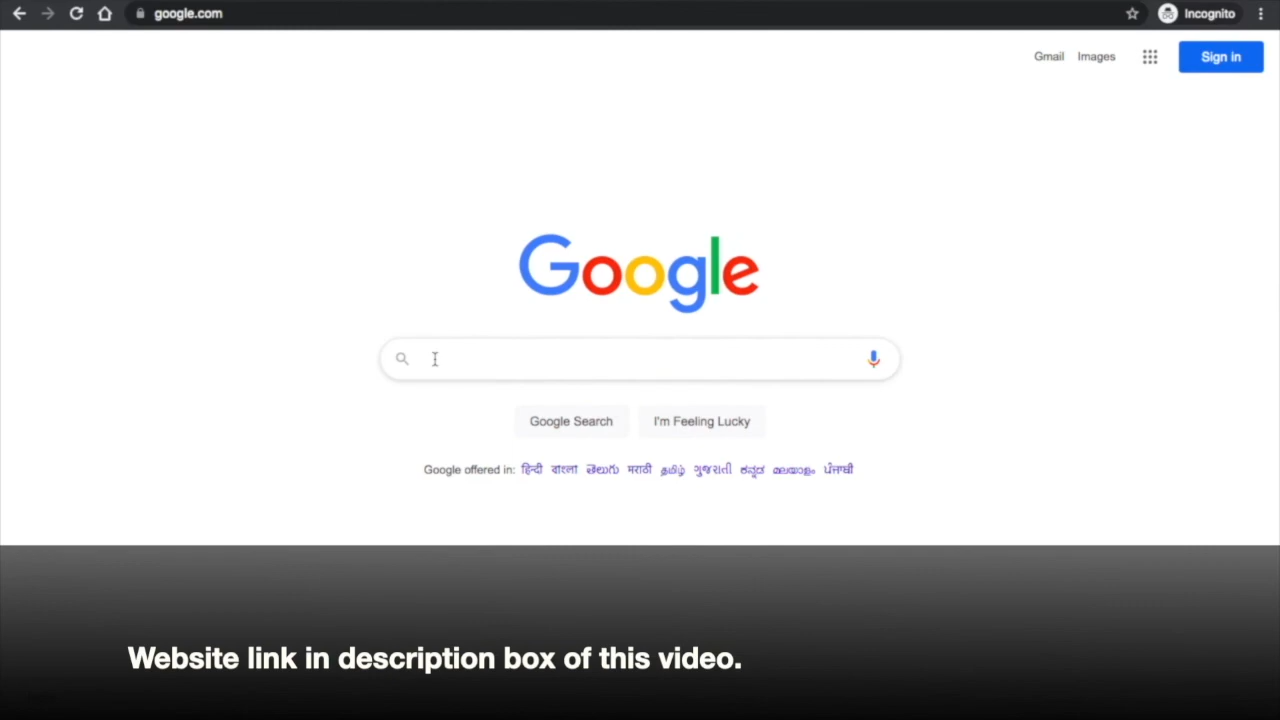 google.com
Incognito
Gmail Images
Sign in
Google
Google Search I'm Feeling Lucky
Google offered in: हिन्दी বাংলা తెలుగు मराठी தமிழ் ગુજરાતી ಕನ್ನಡ മലയാളം ਪੰਜਾਬੀ
Website link in description box of this video.